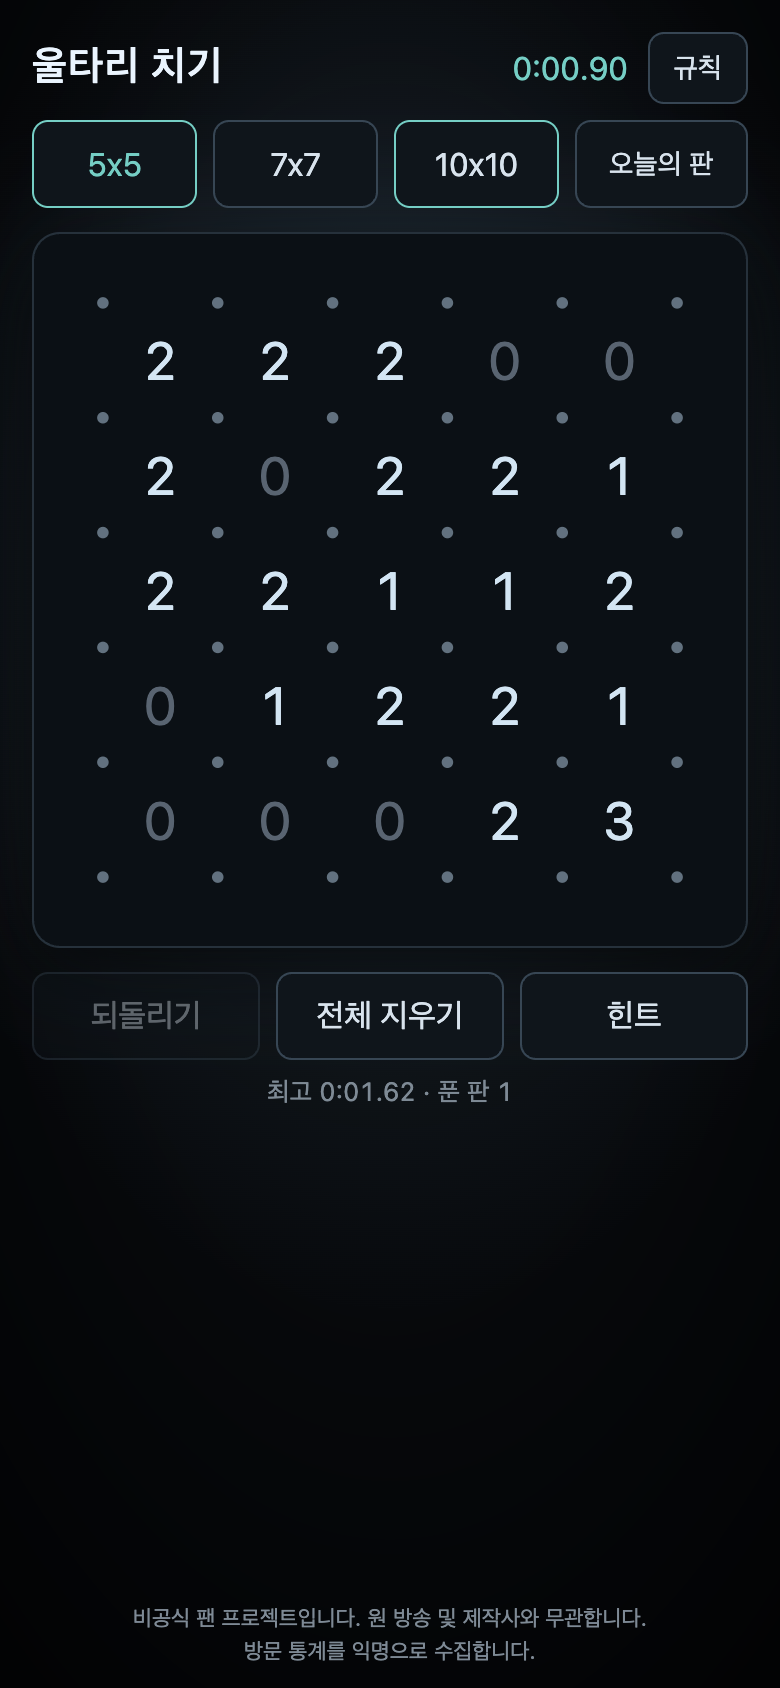 울타리 치기 0:00.90 규칙
5x5 7x7 10x10 오늘의 판
2 2 2 0 0
2 0 2 2 1
2 2 1 1 2
0 1 2 2 1
0 0 0 2 3
되돌리기 전체 지우기 힌트
최고 0:01.62 · 푼 판 1
비공식 팬 프로젝트입니다. 원 방송 및 제작사와 무관합니다.
방문 통계를 익명으로 수집합니다.